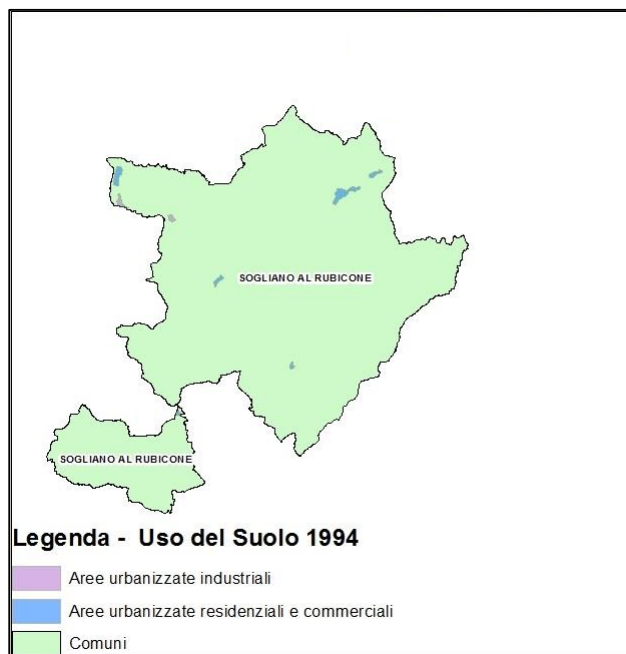 SOGLIANO AL RUBICONE
SOGLIANO AL RUBICONE
Legenda - Uso del Suolo 1994
Aree urbanizzate industriali
Aree urbanizzate residenziali e commerciali
Comuni